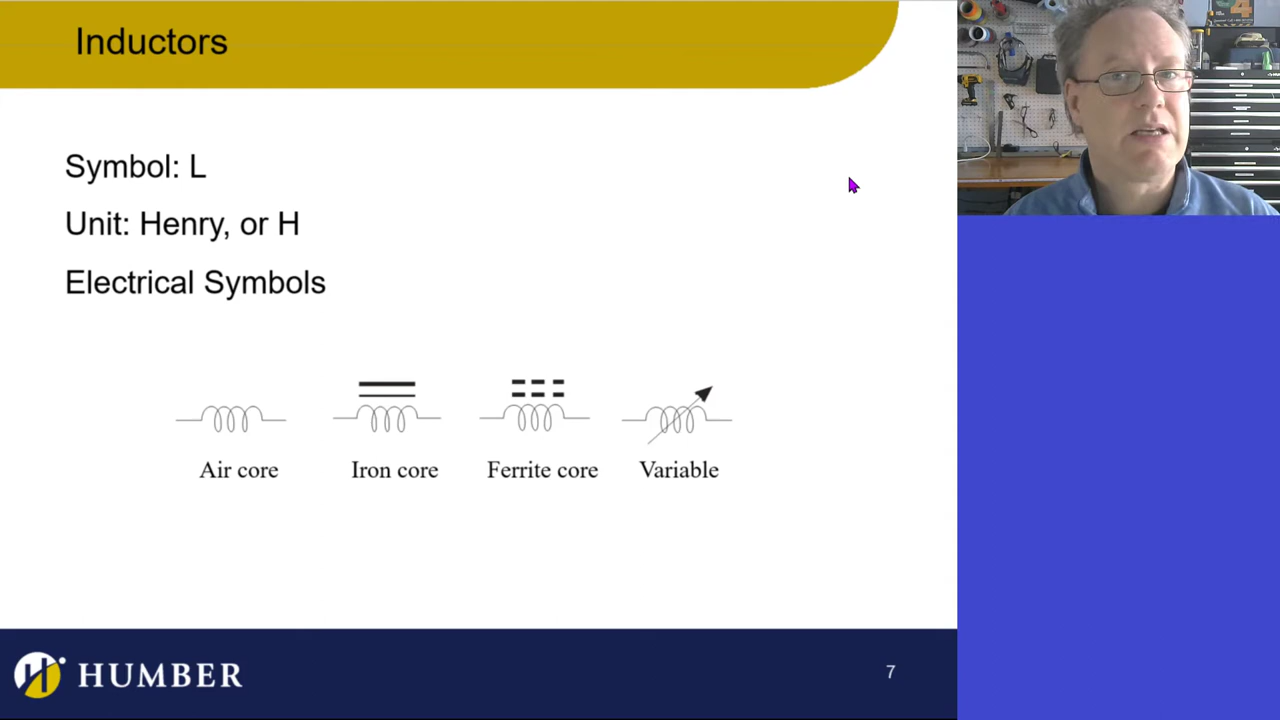 Inductors
Symbol: L
Unit: Henry, or H
Electrical Symbols
Air core
Iron core
Ferrite core
Variable
HUMBER
7